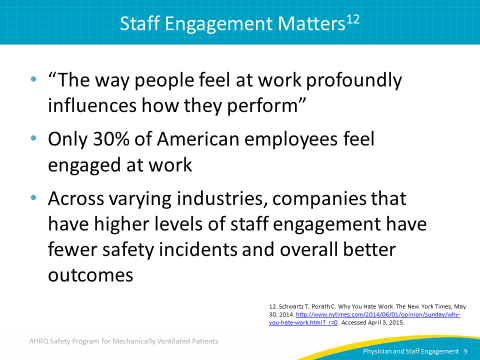 Staff Engagement Matters12
• “The way people feel at work profoundly
influences how they perform”
• Only 30% of American employees feel
engaged at work
• Across varying industries, companies that
have higher levels of staff engagement have
fewer safety incidents and overall better
outcomes
12. Schwartz T, Porath C. Why You Hate Work. The New York Times, May
30, 2014. http://www.nytimes.com/2014/06/01/opinion/sunday/why-
you-hate-work.html?_r=0. Accessed April 3, 2015.
AHRQ Safety Program for Mechanically Ventilated Patients
Physician and Staff Engagement 9